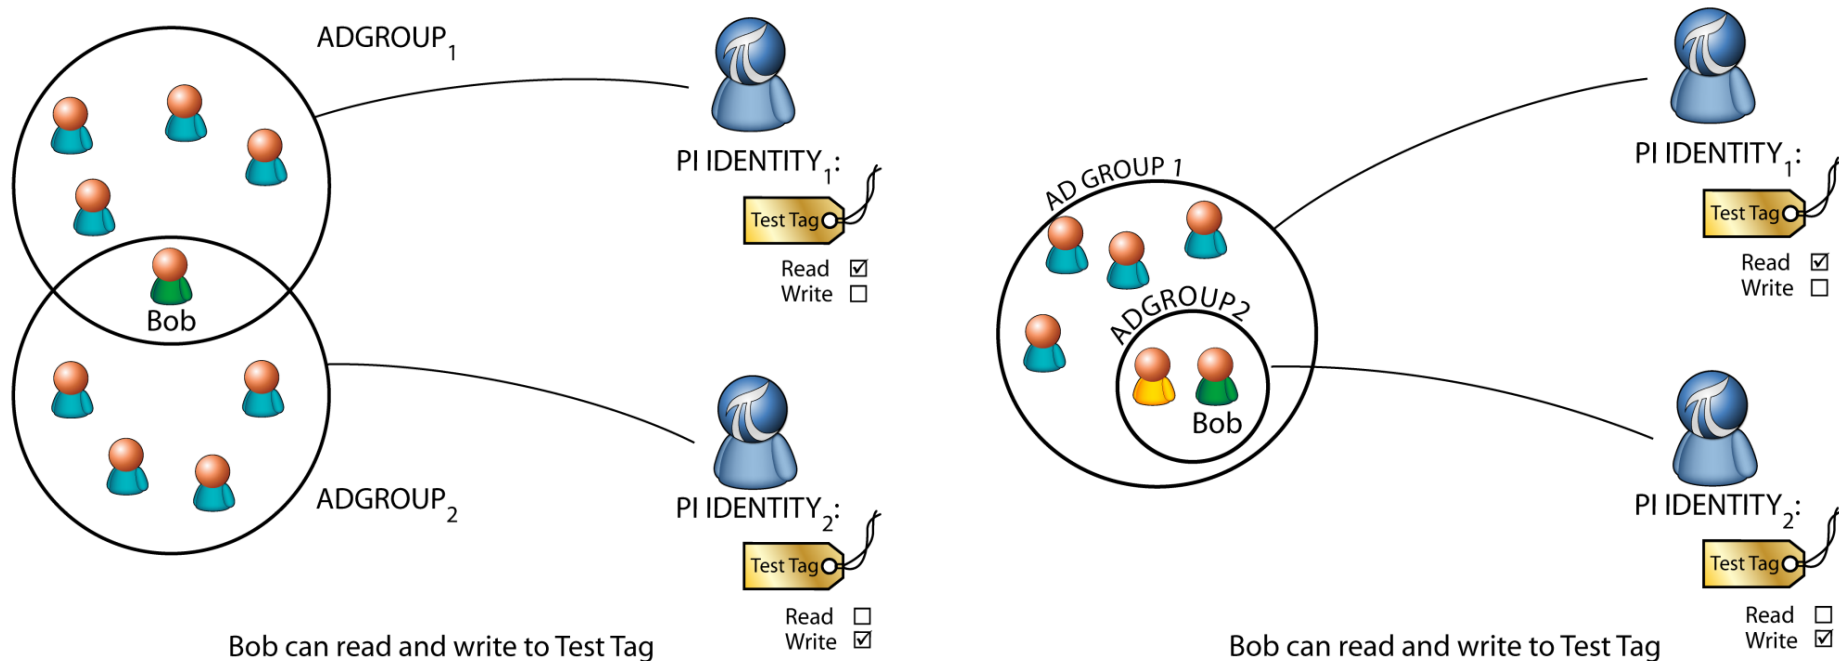 ADGROUP1
PI IDENTITY1:
Test Tag
Read
Write
Bob
ADGROUP2
PI IDENTITY2:
Test Tag
Read
Write
Bob can read and write to Test Tag
AD GROUP 1
ADGROUP2
Bob
PI IDENTITY1:
Test Tag
Read
Write
PI IDENTITY2:
Test Tag
Read
Write
Bob can read and write to Test Tag